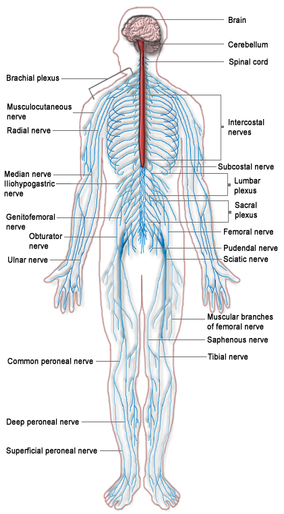 Brain
Cerebellum
Spinal cord
Brachial plexus
Musculocutaneous
nerve
Radial nerve
Intercostal
nerves
Subcostal nerve
Median nerve
Iliohypogastric
nerve
Lumbar
plexus
Sacral
plexus
Genitofemoral
nerve
Femoral nerve
Obturator
nerve
Pudendal nerve
Sciatic nerve
Ulnar nerve
Muscular branches
of femoral nerve
Saphenous nerve
Common peroneal nerve
Tibial nerve
Deep peroneal nerve
Superficial peroneal nerve